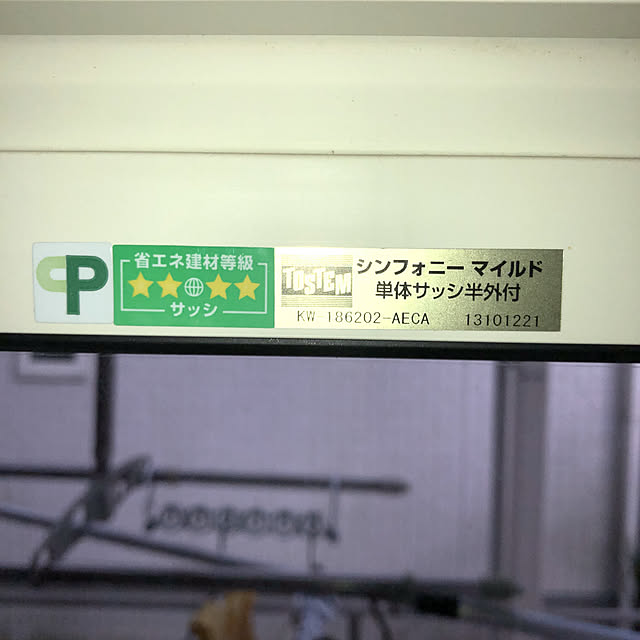 CP
省エネ建材等級
サッシ
TOSTEM
シンフォニー マイルド
単体サッシ半外付
KW 186202-AECA 13101221